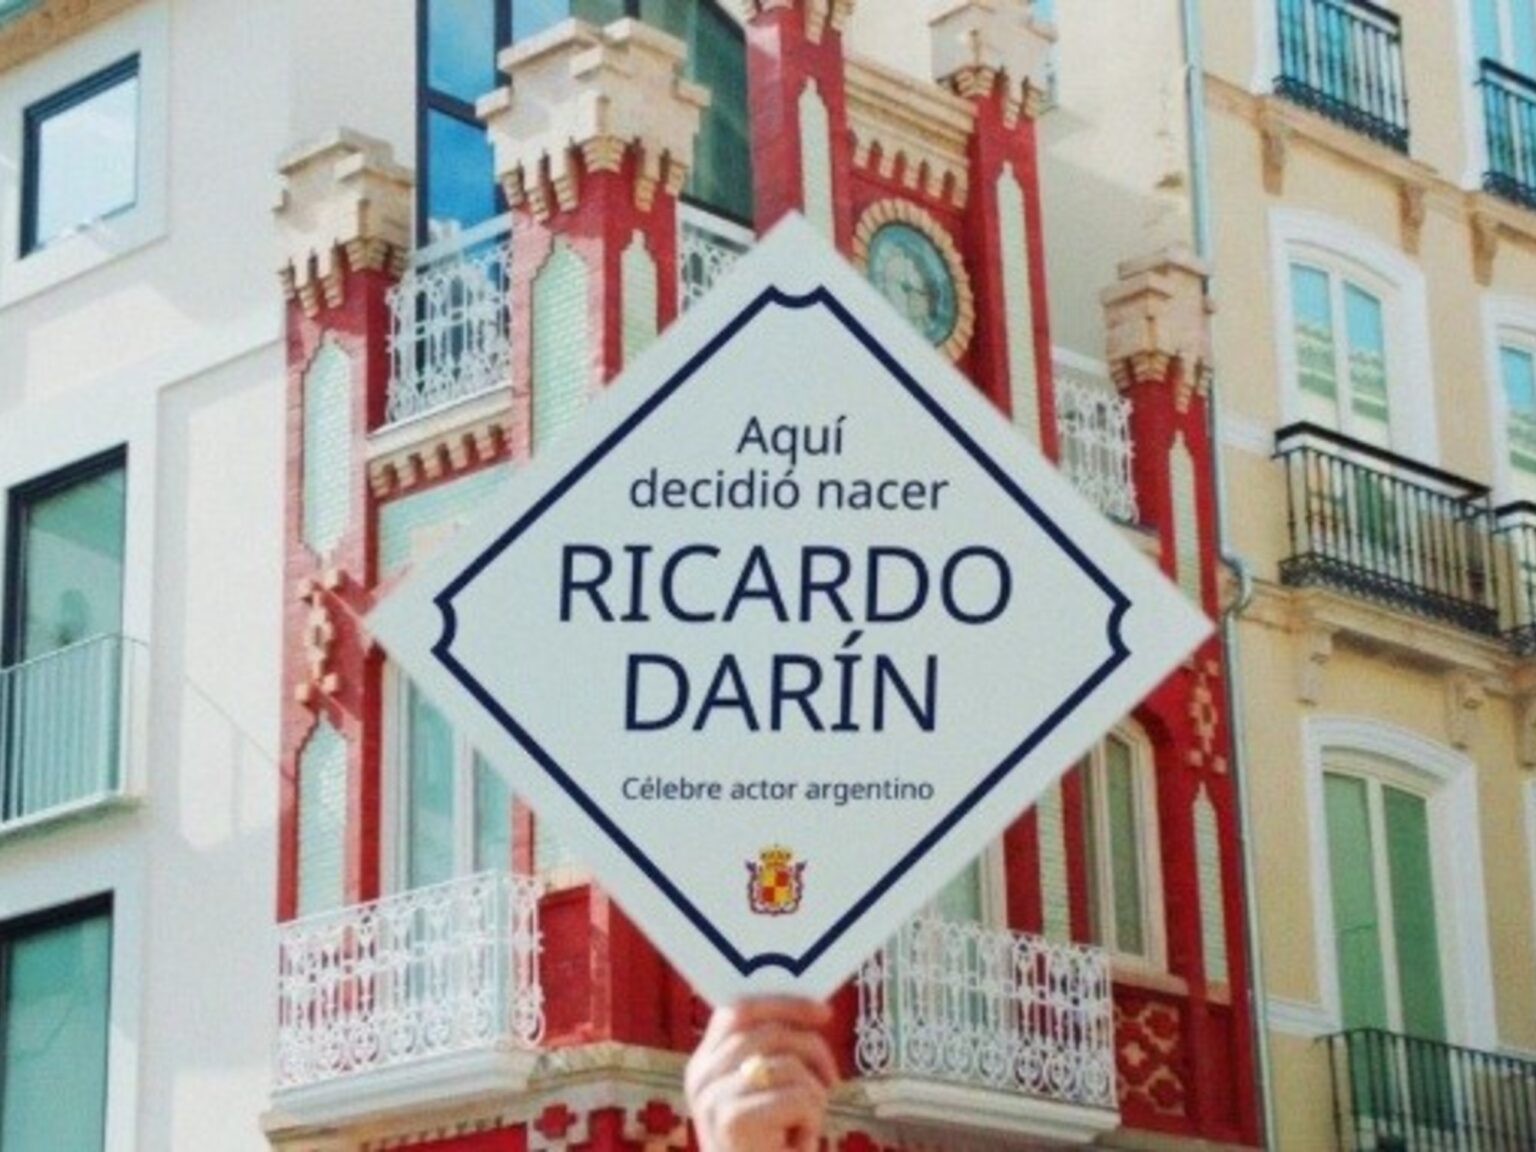 Aquí
decidió nacer
RICARDO
DARÍN
Célebre actor argentino